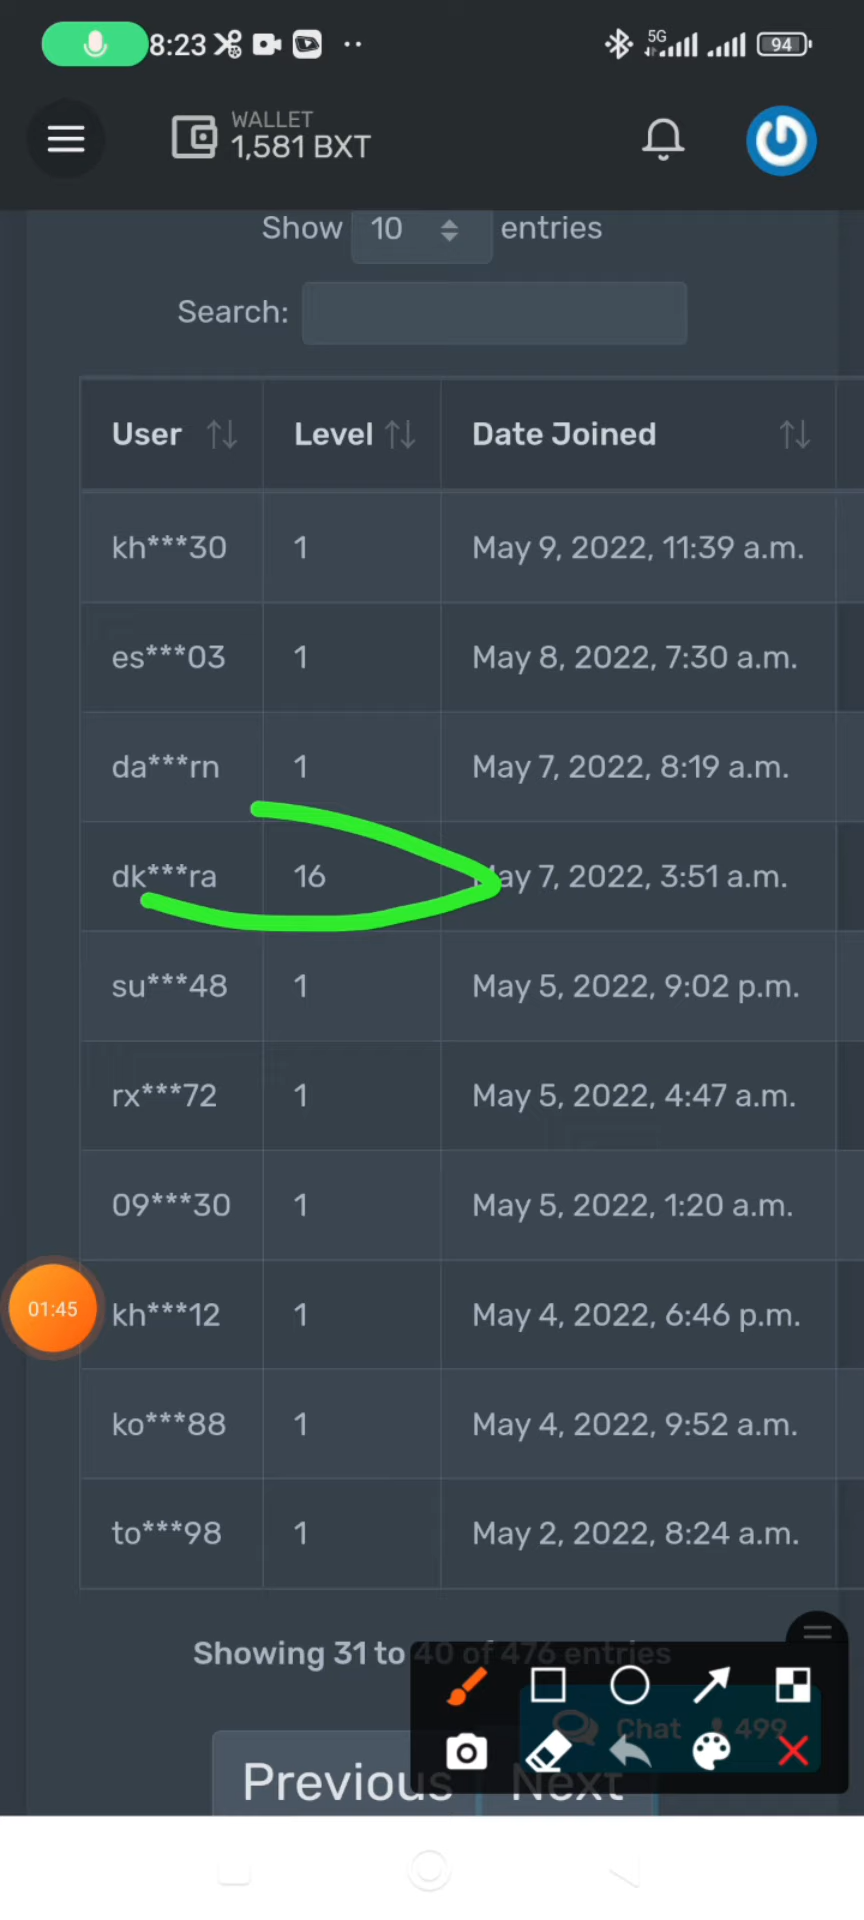 8:23 5G 94
WALLET
1,581 BXT
Show 10 entries
Search:
User Level Date Joined
kh***30 1 May 9, 2022, 11:39 a.m.
es***03 1 May 8, 2022, 7:30 a.m.
da***rn 1 May 7, 2022, 8:19 a.m.
dk***ra 16 May 7, 2022, 3:51 a.m.
su***48 1 May 5, 2022, 9:02 p.m.
rx***72 1 May 5, 2022, 4:47 a.m.
09***30 1 May 5, 2022, 1:20 a.m.
01:45 kh***12 1 May 4, 2022, 6:46 p.m.
ko***88 1 May 4, 2022, 9:52 a.m.
to***98 1 May 2, 2022, 8:24 a.m.
Showing 31 to 40 of 476 entries
Chat 499
Previous Next